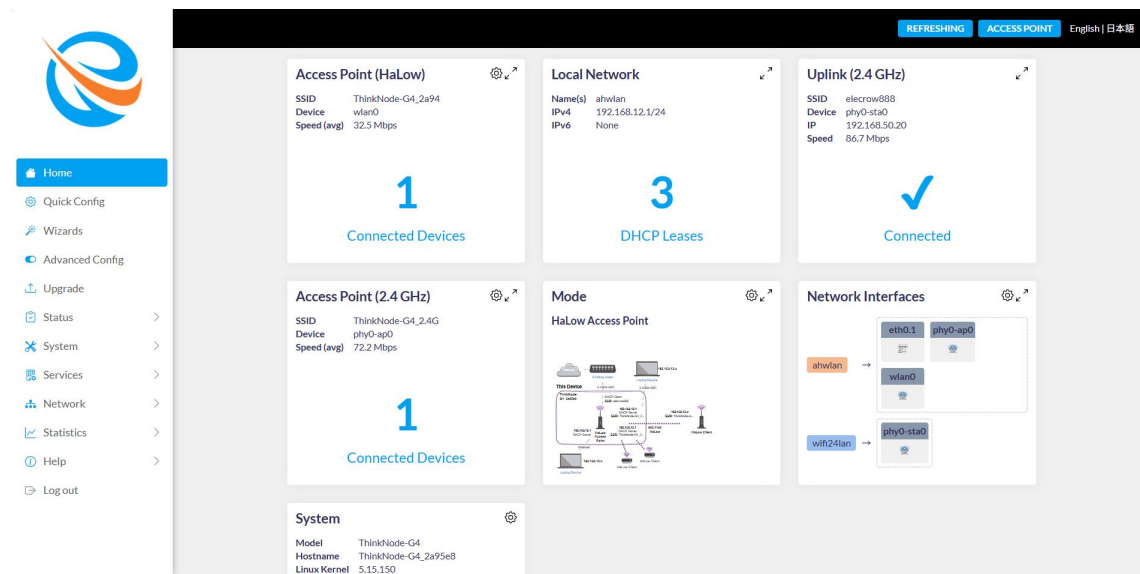 REFRESHING ACCESS POINT English | 日本語
Home
Quick Config
Wizards
Advanced Config
Upgrade
Status
System
Services
Network
Statistics
Help
Log out
Access Point (HaLow)
SSID ThinkNode-G4_2a94
Device wlan0
Speed (avg) 32.5 Mbps
1
Connected Devices
Local Network
Name(s) ahwlan
IPv4 192.168.12.1/24
IPv6 None
3
DHCP Leases
Uplink (2.4 GHz)
SSID elecrow888
Device phy0-sta0
IP 192.168.50.20
Speed 86.7 Mbps
Connected
Access Point (2.4 GHz)
SSID ThinkNode-G4_2.4G
Device phy0-ap0
Speed (avg) 72.2 Mbps
1
Connected Devices
Mode
HaLow Access Point
This Device
Network Interfaces
ahwlan
eth0.1 phy0-ap0
wlan0
wifi24lan
phy0-sta0
System
Model ThinkNode-G4
Hostname ThinkNode-G4_2a95e8
Linux Kernel 5.15.150